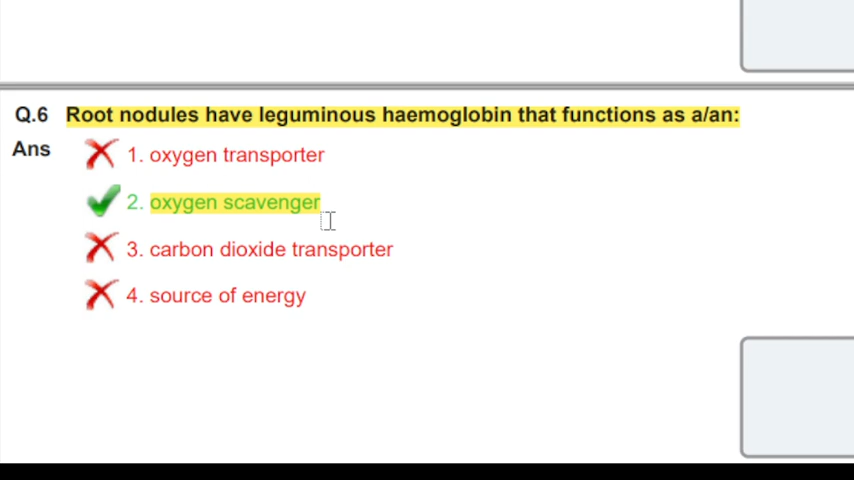 Q.6 Root nodules have leguminous haemoglobin that functions as a/an:
Ans 1. oxygen transporter
2. oxygen scavenger
3. carbon dioxide transporter
4. source of energy